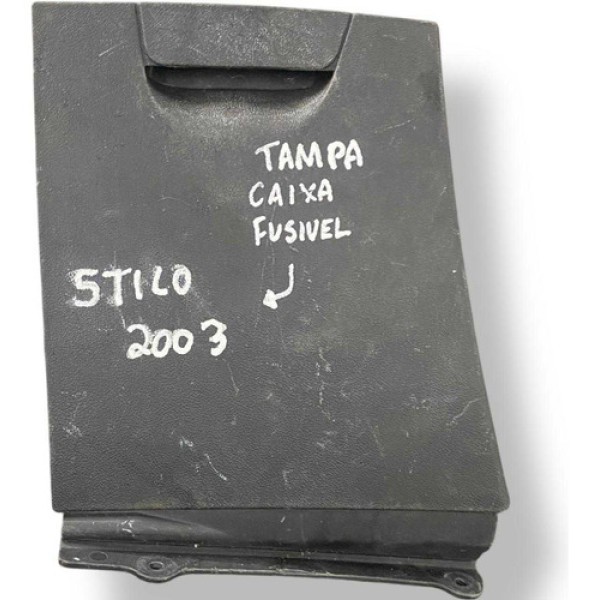 TAMPA
CAIXA
FUSIVEL
STILO
2003